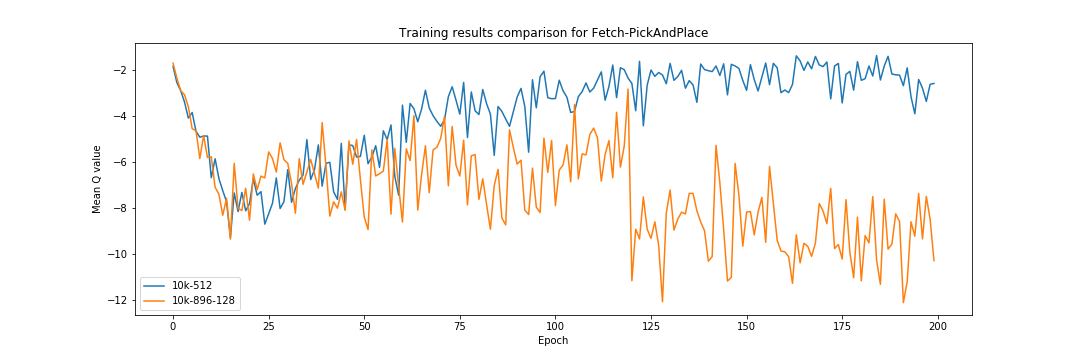 Training results comparison for Fetch-PickAndPlace
Mean Q value
−2
−4
−6
−8
−10
−12
10k-512
10k-896-128
0 25 50 75 100 125 150 175 200
Epoch